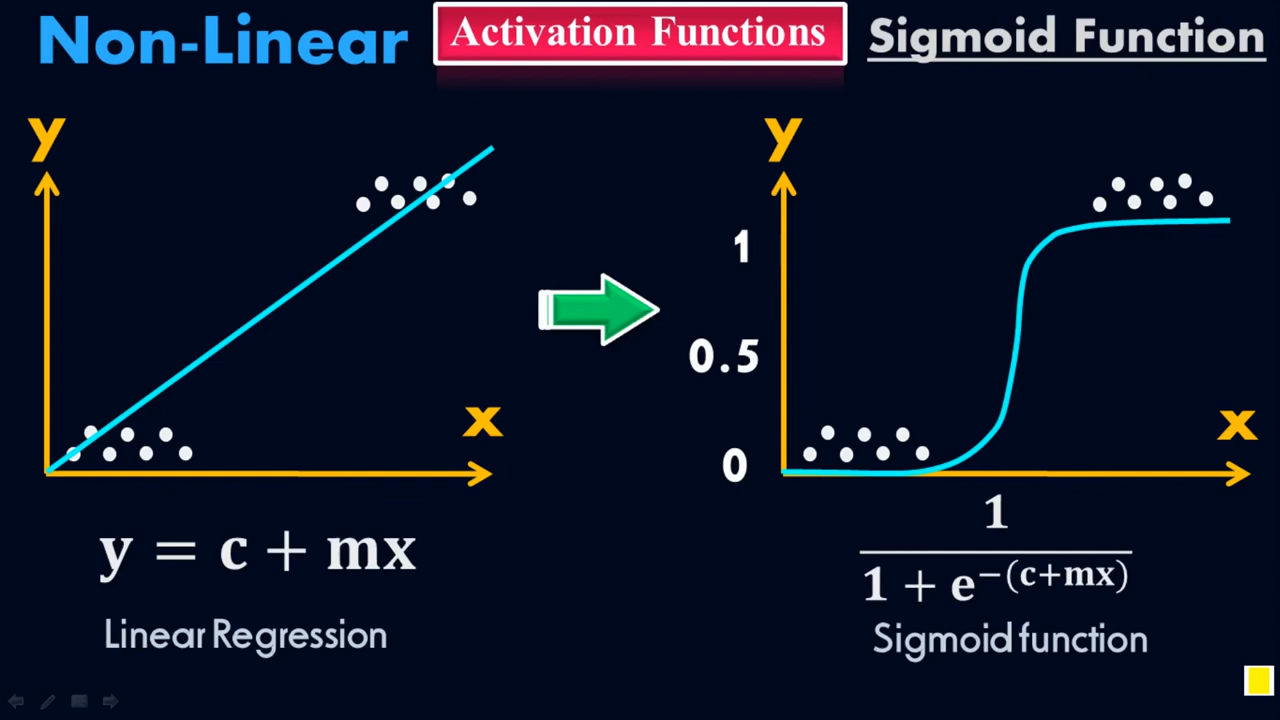 Non-Linear
Activation Functions
Sigmoid Function
y
x
y = c + mx
Linear Regression
y
1
0.5
0
x
1
1 + e^−(c+mx)
Sigmoid function